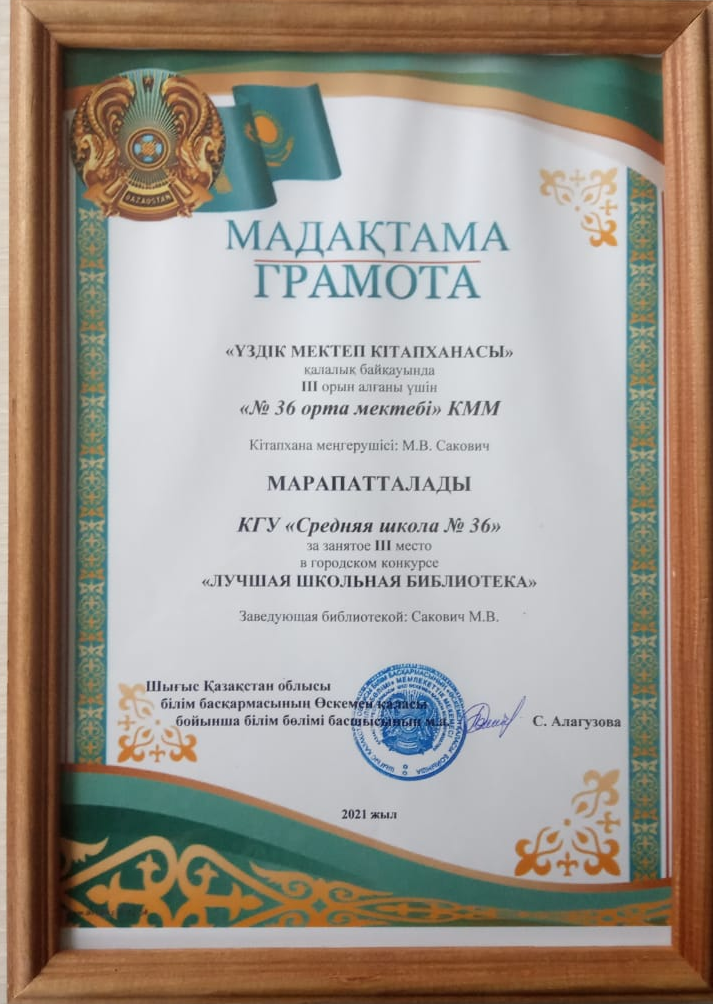 QAZAQSTAN
МАДАҚТАМА
ГРАМОТА
«ҮЗДІК МЕКТЕП КІТАПХАНАСЫ»
қалалық байқауында
III орын алғаны үшін
«№ 36 орта мектебі» КММ
Кітапхана меңгерушісі: М.В. Сакович
МАРАПАТТАЛАДЫ
КГУ «Средняя школа № 36»
за занятое III место
в городском конкурсе
«ЛУЧШАЯ ШКОЛЬНАЯ БИБЛИОТЕКА»
Заведующая библиотекой: Сакович М.В.
Шығыс Қазақстан облысы
білім басқармасының Өскемен қаласы
бойынша білім бөлімі басшысының м.а.
С. Алагузова
2021 жыл